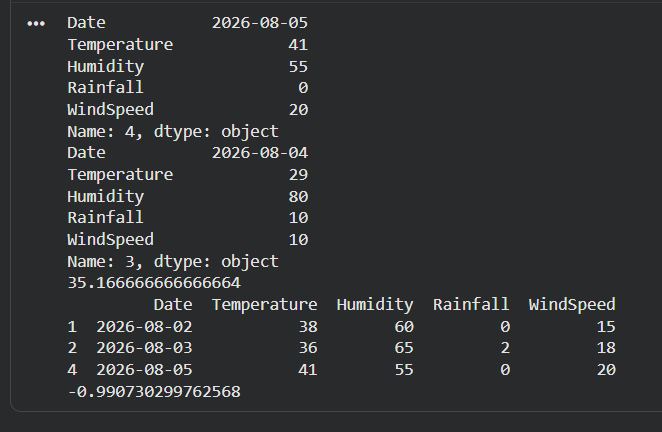 Date 2026-08-05
Temperature 41
Humidity 55
Rainfall 0
WindSpeed 20
Name: 4, dtype: object
Date 2026-08-04
Temperature 29
Humidity 80
Rainfall 10
WindSpeed 10
Name: 3, dtype: object
35.166666666666664
Date Temperature Humidity Rainfall WindSpeed
1 2026-08-02 38 60 0 15
2 2026-08-03 36 65 2 18
4 2026-08-05 41 55 0 20
-0.990730299762568